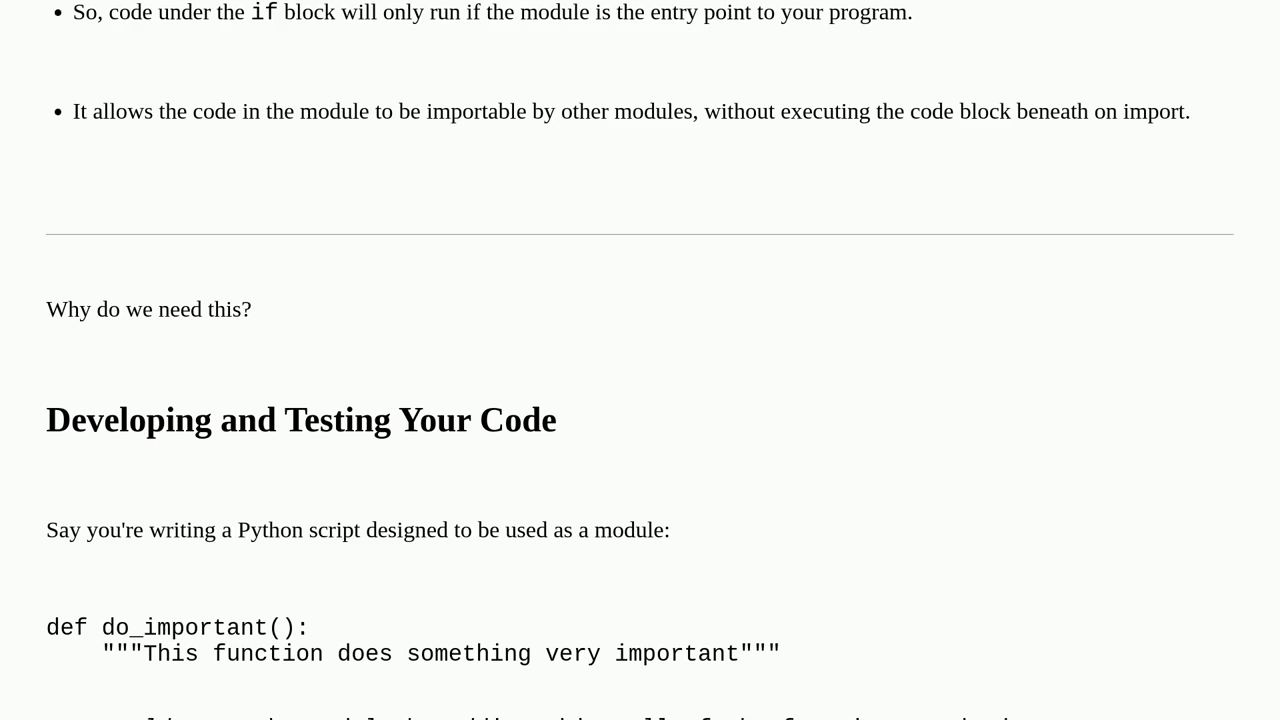 • So, code under the if block will only run if the module is the entry point to your program.
• It allows the code in the module to be importable by other modules, without executing the code block beneath on import.
Why do we need this?
Developing and Testing Your Code
Say you're writing a Python script designed to be used as a module:
def do_important():
    """This function does something very important"""